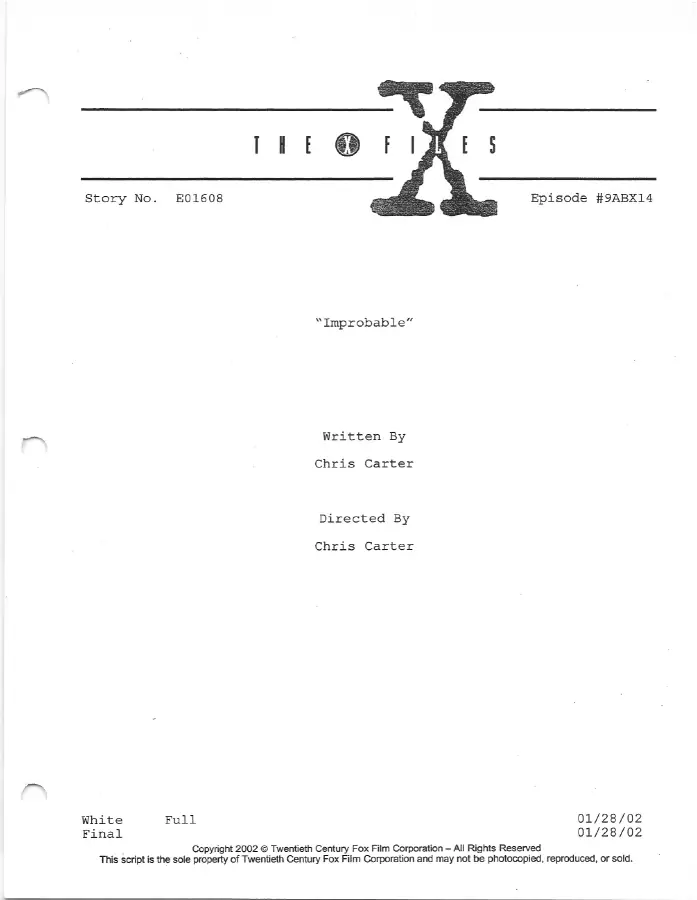 THE X FILES
Story No. E01608 Episode #9ABX14
"Improbable"
Written By
Chris Carter
Directed By
Chris Carter
White Full 01/28/02
Final 01/28/02
Copyright 2002 © Twentieth Century Fox Film Corporation – All Rights Reserved
This script is the sole property of Twentieth Century Fox Film Corporation and may not be photocopied, reproduced, or sold.